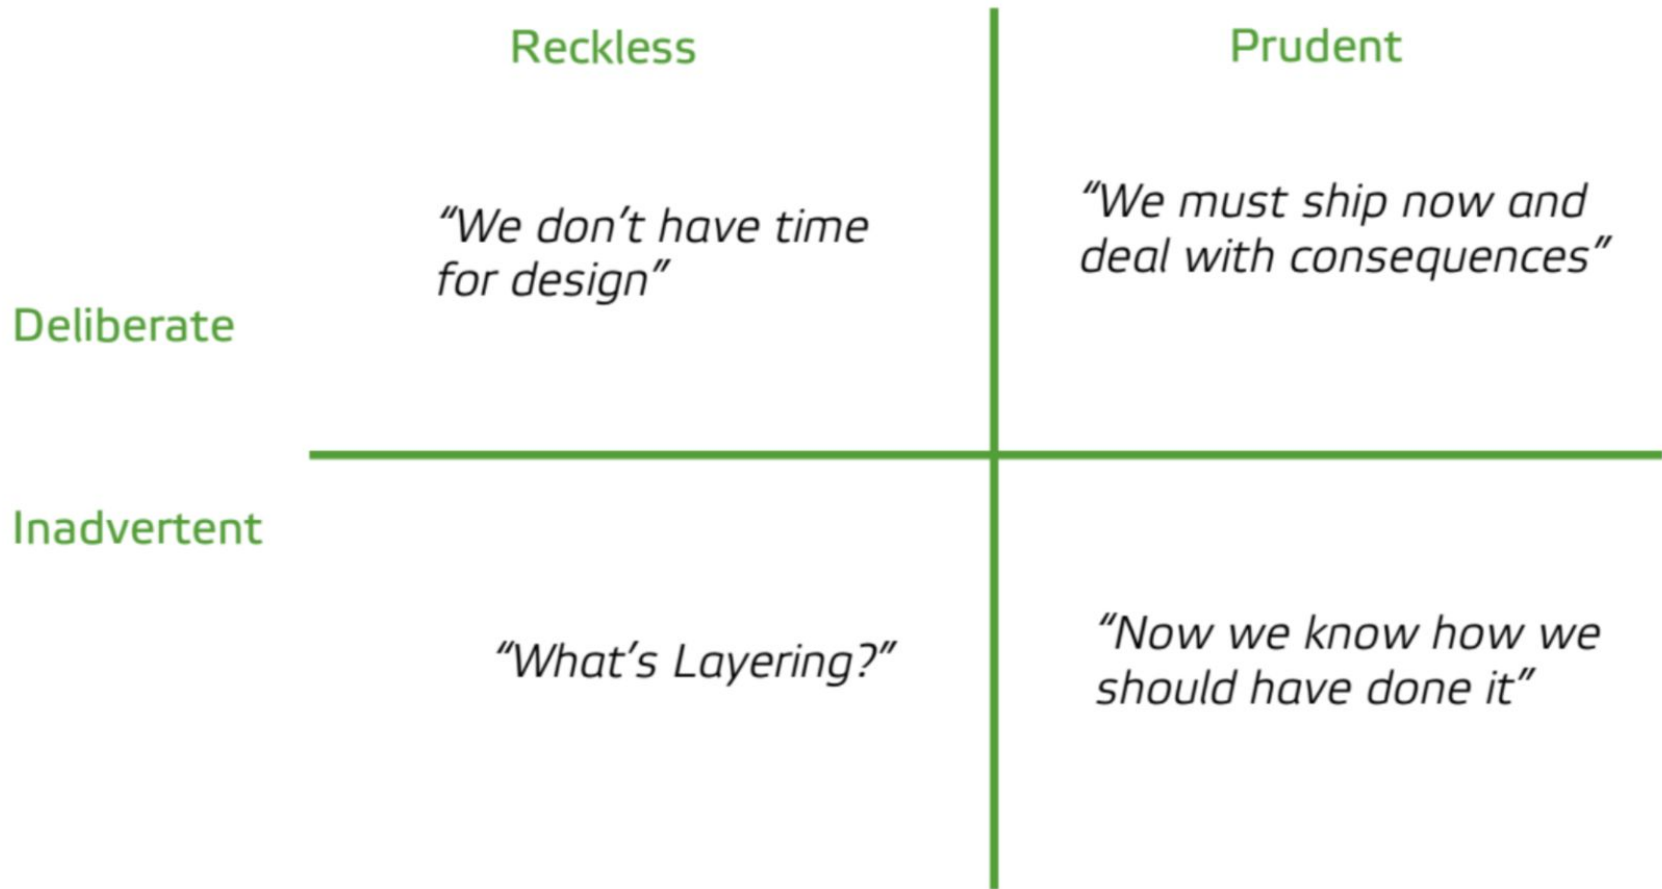 Reckless
Prudent
“We don’t have time
for design”
“We must ship now and
deal with consequences”
Deliberate
Inadvertent
“What’s Layering?”
“Now we know how we
should have done it”